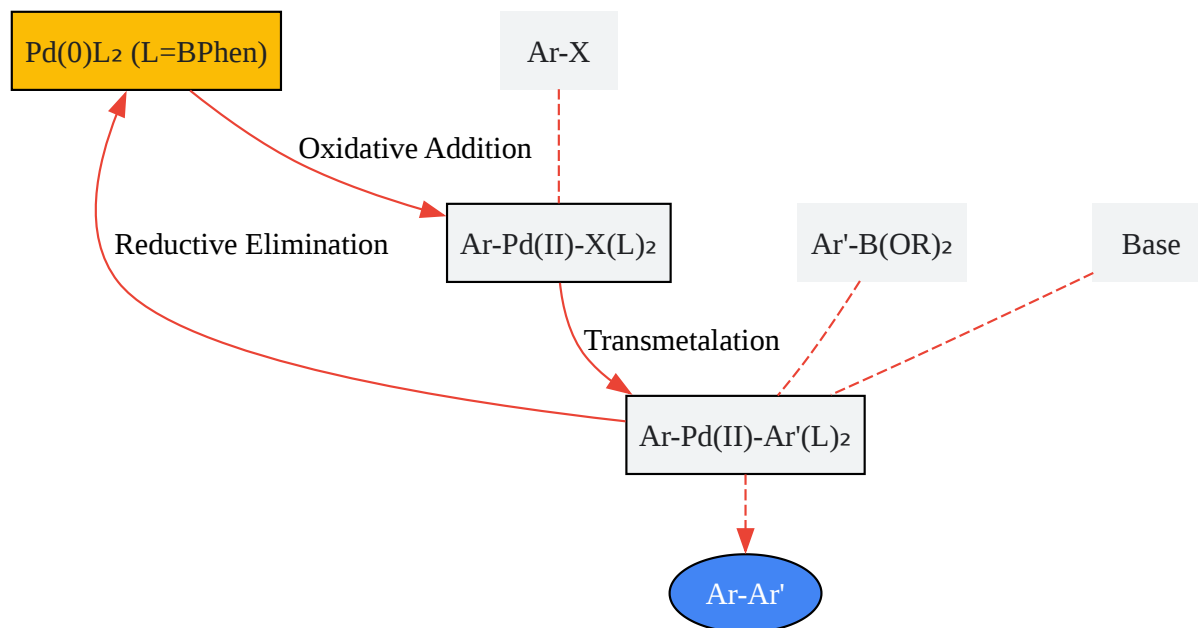 Pd(0)L₂ (L=BPhen)
Ar-X
Oxidative Addition
Ar-Pd(II)-X(L)₂
Ar'-B(OR)₂
Base
Reductive Elimination
Transmetalation
Ar-Pd(II)-Ar'(L)₂
Ar-Ar'